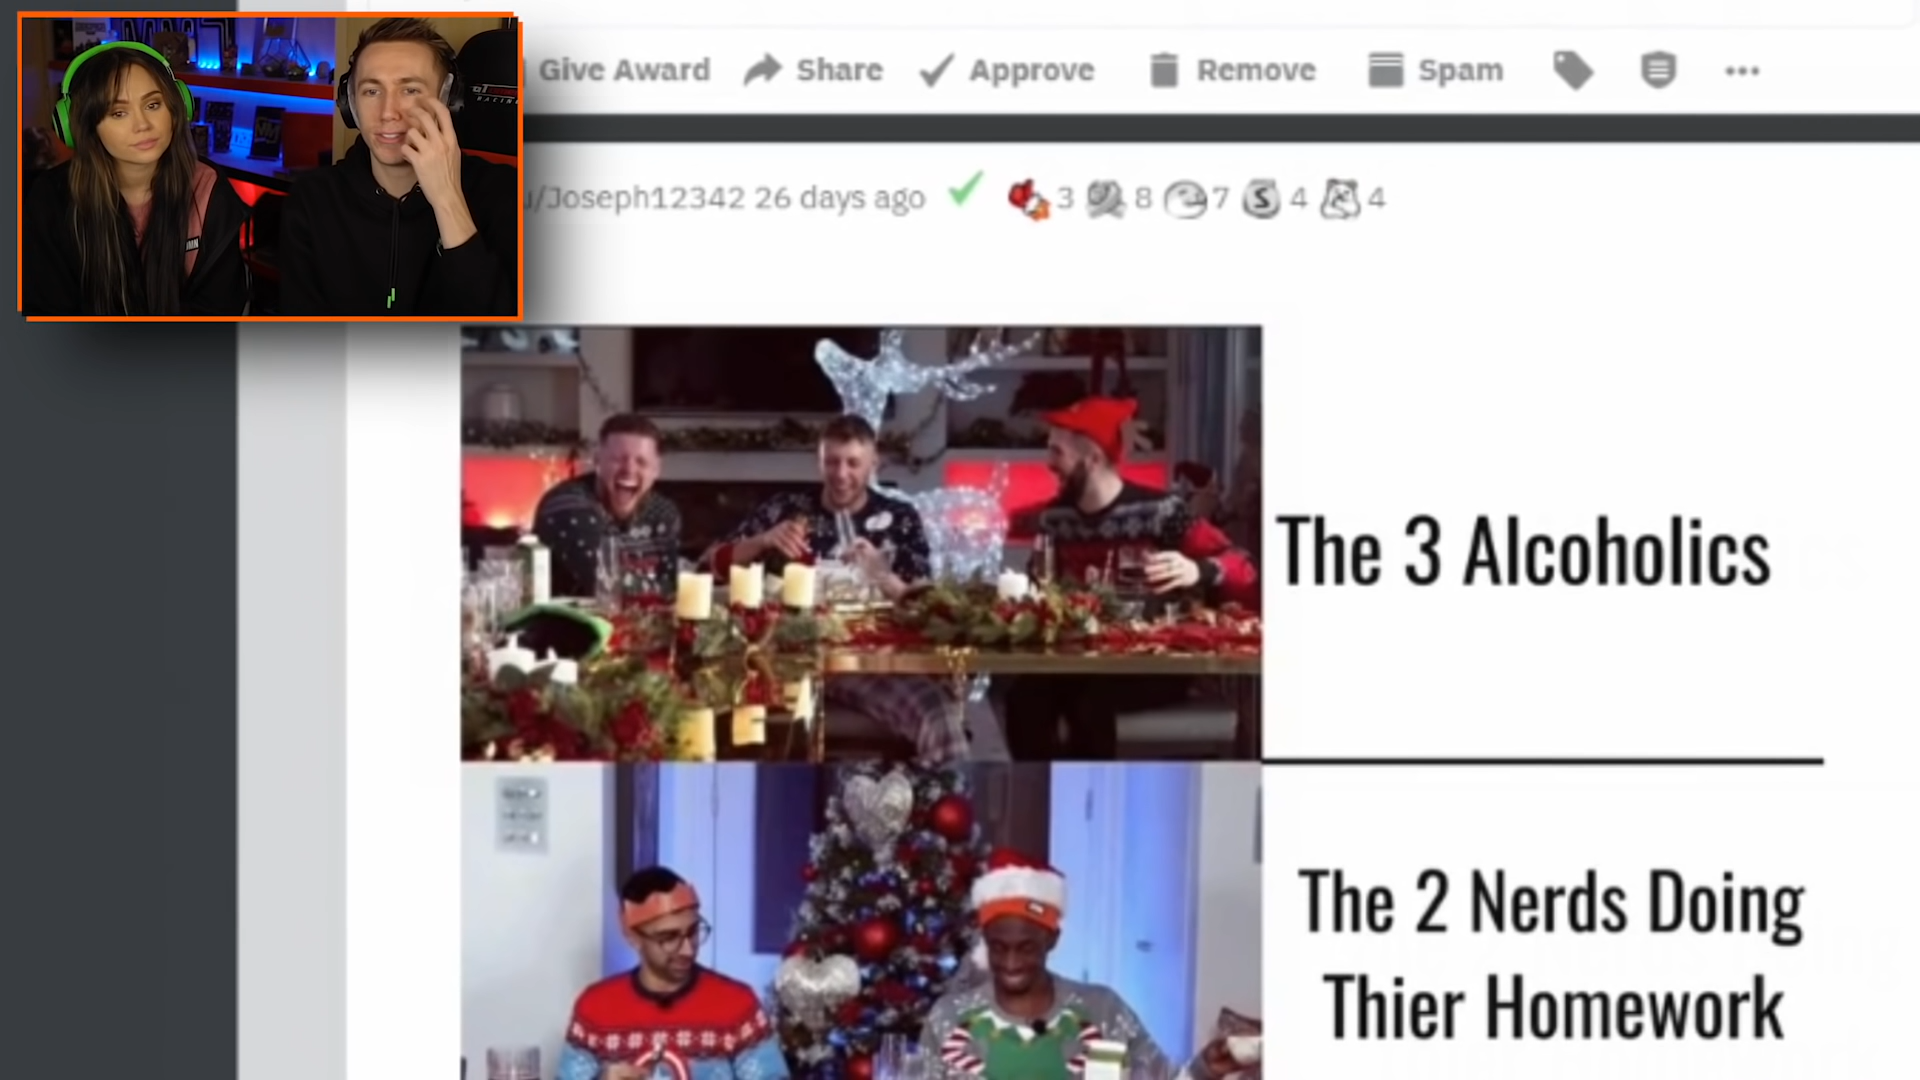 Give Award Share Approve Remove Spam
u/Joseph12342 26 days ago 3 8 7 4 4
The 3 Alcoholics
The 2 Nerds Doing
Thier Homework